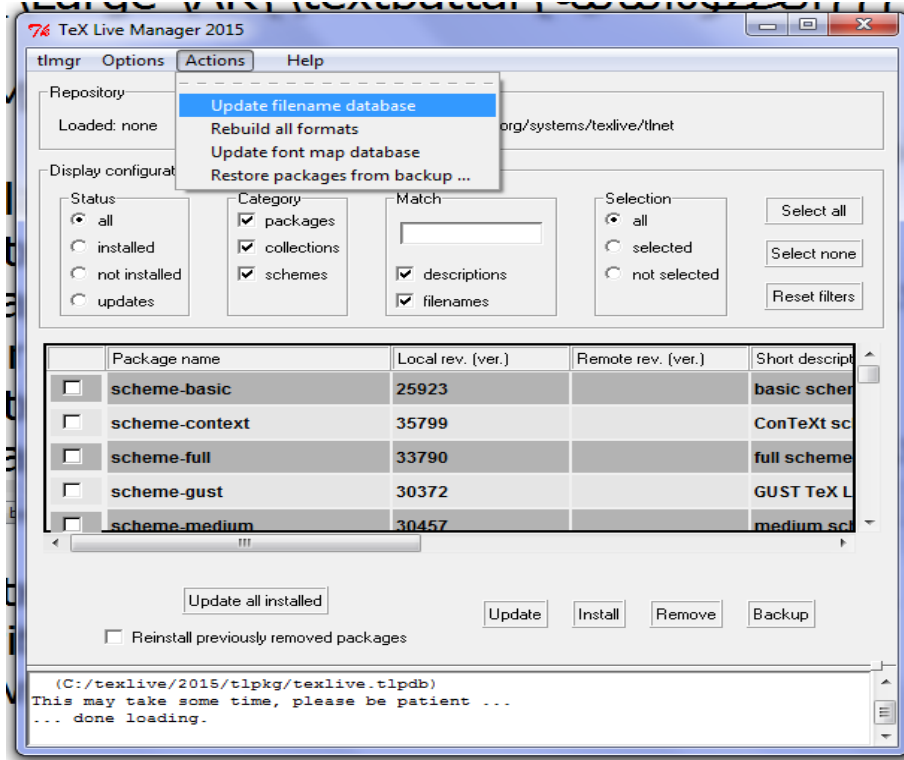 TeX Live Manager 2015
tlmgr Options Actions Help
Repository
Loaded: none org/systems/texlive/tlnet
Update filename database
Rebuild all formats
Update font map database
Restore packages from backup ...
Display configurat
Status Category Match Selection
all packages all Select all
installed collections selected Select none
not installed schemes descriptions not selected
updates filenames Reset filters
Package name Local rev. (ver.) Remote rev. (ver.) Short descript
scheme-basic 25923 basic schem
scheme-context 35799 ConTeXt sc
scheme-full 33790 full scheme
scheme-gust 30372 GUST TeX L
scheme-medium 30457 medium sch
Update all installed Update Install Remove Backup
Reinstall previously removed packages
(C:/texlive/2015/tlpkg/texlive.tlpdb)
This may take some time, please be patient ...
... done loading.